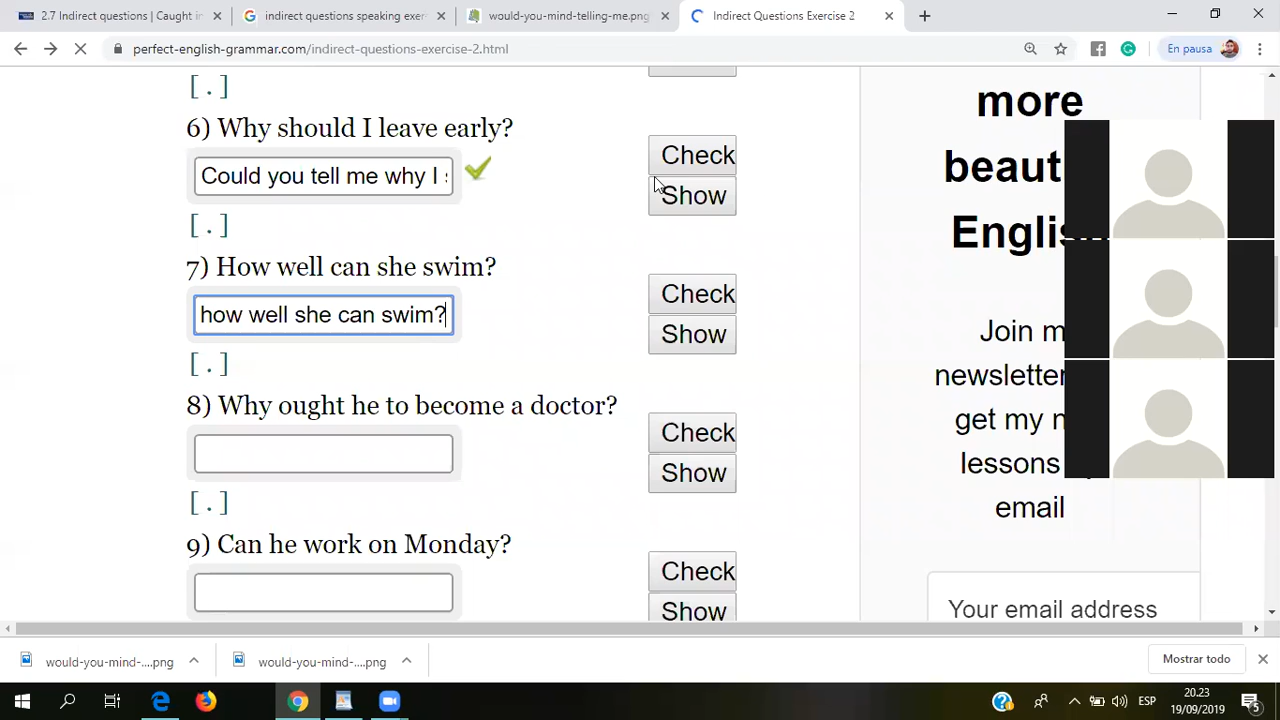 2.7 Indirect questions | Caught in
indirect questions speaking exer
would-you-mind-telling-me.png
Indirect Questions Exercise 2
perfect-english-grammar.com/indirect-questions-exercise-2.html
En pausa
[ . ]
6) Why should I leave early?
Could you tell me why I s
Check
Show
[ . ]
7) How well can she swim?
how well she can swim?
Check
Show
[ . ]
8) Why ought he to become a doctor?
Check
Show
[ . ]
9) Can he work on Monday?
Check
Show
more
beaut
Englis
Join m
newsletter
get my n
lessons
email
Your email address
would-you-mind-....png
would-you-mind-....png
Mostrar todo
ESP
20.23
19/09/2019
5